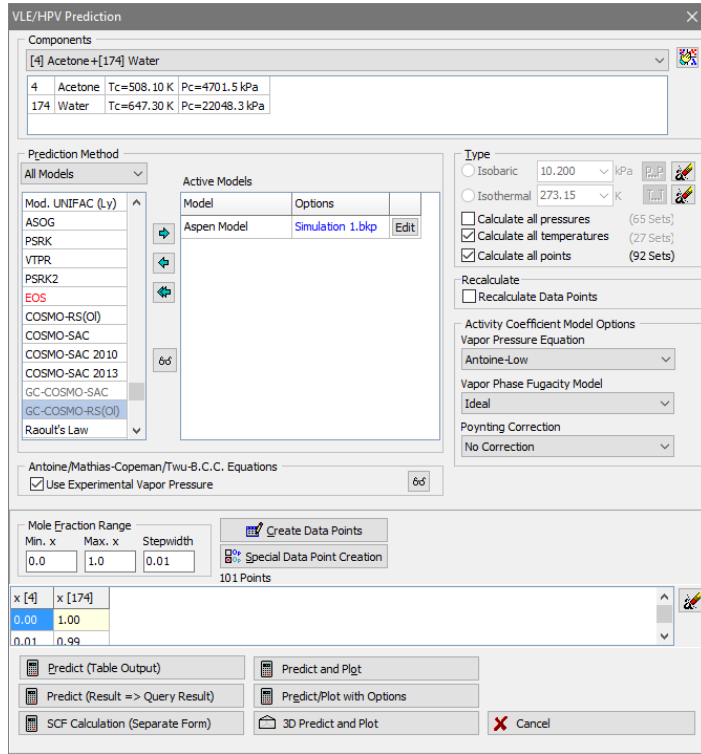 VLE/HPV Prediction
Components
[4] Acetone+[174] Water
4 Acetone Tc=508.10 K Pc=4701.5 kPa
174 Water Tc=647.30 K Pc=22048.3 kPa
Prediction Method
All Models
Mod. UNIFAC (Ly)
ASOG
PSRK
VTPR
PSRK2
EOS
COSMO-RS(Ol)
COSMO-SAC
COSMO-SAC 2010
COSMO-SAC 2013
GC-COSMO-SAC
GC-COSMO-RS(Ol)
Raoult's Law
Active Models
Model Options
Aspen Model Simulation 1.bkp Edit
Type
Isobaric 10.200 kPa P..P
Isothermal 273.15 K T..T
Calculate all pressures (65 Sets)
Calculate all temperatures (27 Sets)
Calculate all points (92 Sets)
Recalculate
Recalculate Data Points
Activity Coefficient Model Options
Vapor Pressure Equation
Antoine-Low
Vapor Phase Fugacity Model
Ideal
Poynting Correction
No Correction
Antoine/Mathias-Copeman/Twu-B.C.C. Equations
Use Experimental Vapor Pressure
Mole Fraction Range
Min. x Max. x Stepwidth
0.0 1.0 0.01
Create Data Points
Special Data Point Creation
101 Points
x [4] x [174]
0.00 1.00
0.01 0.99
Predict (Table Output)
Predict and Plot
Predict (Result => Query Result)
Predict/Plot with Options
SCF Calculation (Separate Form)
3D Predict and Plot
Cancel